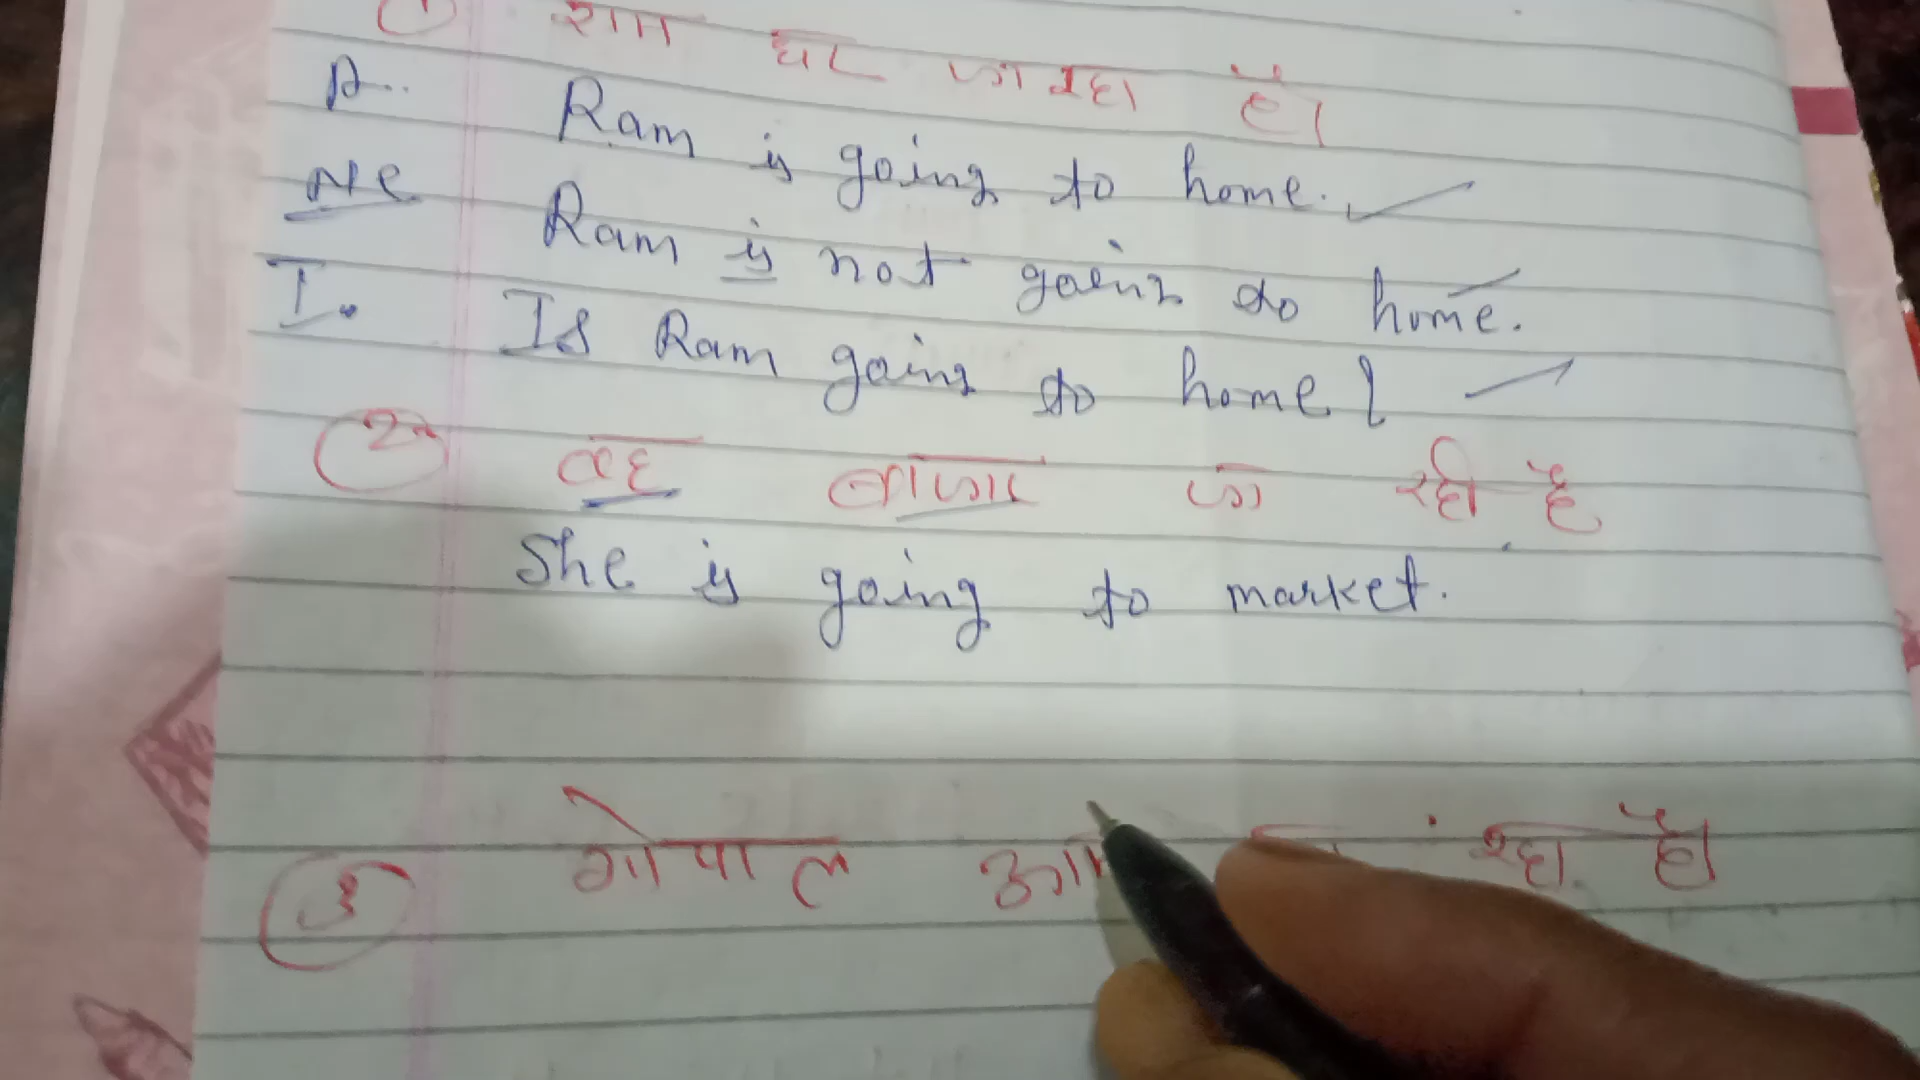 1 राम घर जा रहा है।
A. Ram is going to home.
Ne Ram is not going to home.
I. Is Ram going to home ?
2 वह बाजार जा रही है
She is going to market.
3 गोपाल रहा है।